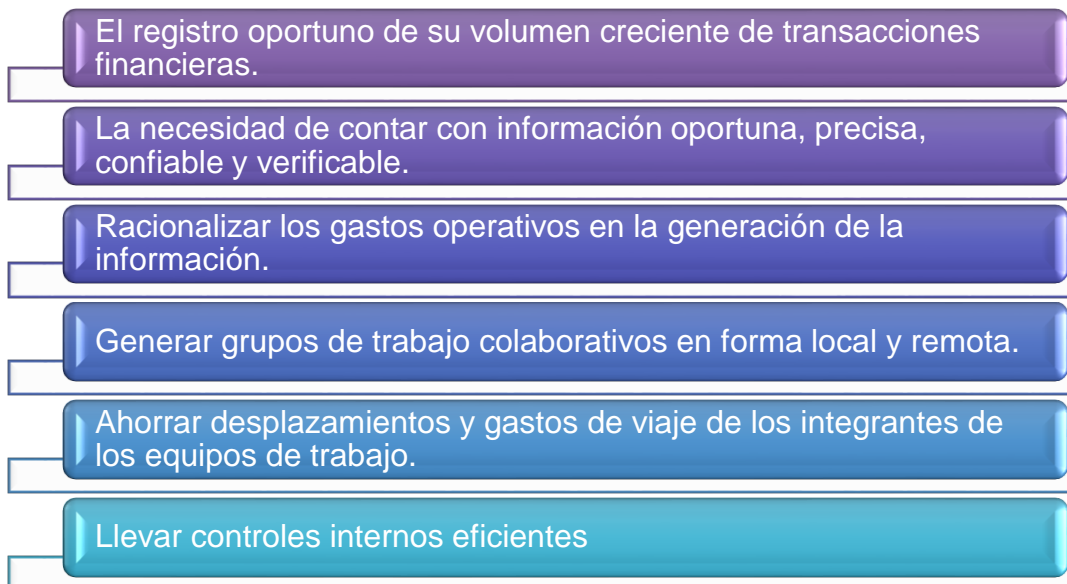 El registro oportuno de su volumen creciente de transacciones
financieras.
La necesidad de contar con información oportuna, precisa,
confiable y verificable.
Racionalizar los gastos operativos en la generación de la
información.
Generar grupos de trabajo colaborativos en forma local y remota.
Ahorrar desplazamientos y gastos de viaje de los integrantes de
los equipos de trabajo.
Llevar controles internos eficientes